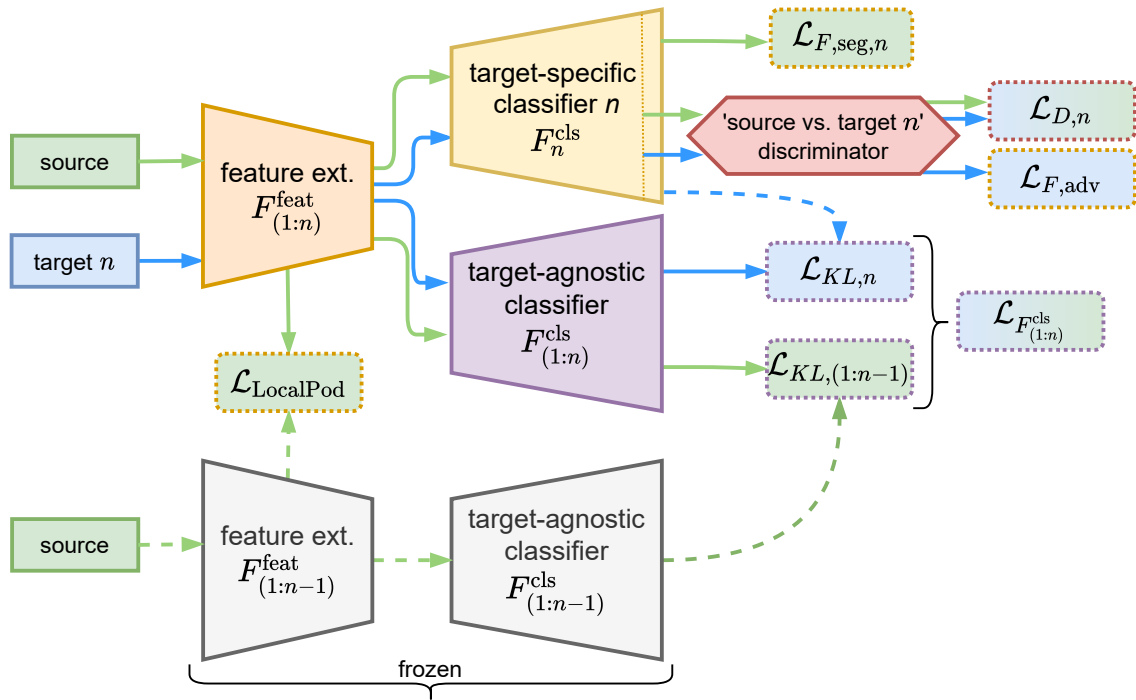 source
target n
feature ext.
F_{(1:n)}^{feat}
target-specific
classifier n
F_n^{cls}
'source vs. target n'
discriminator
ℒ_{F,seg,n}
ℒ_{D,n}
ℒ_{F,adv}
target-agnostic
classifier
F_{(1:n)}^{cls}
ℒ_{KL,n}
ℒ_{KL,(1:n−1)}
ℒ_{F_{(1:n)}^{cls}}
ℒ_{LocalPod}
source
feature ext.
F_{(1:n−1)}^{feat}
target-agnostic
classifier
F_{(1:n−1)}^{cls}
frozen